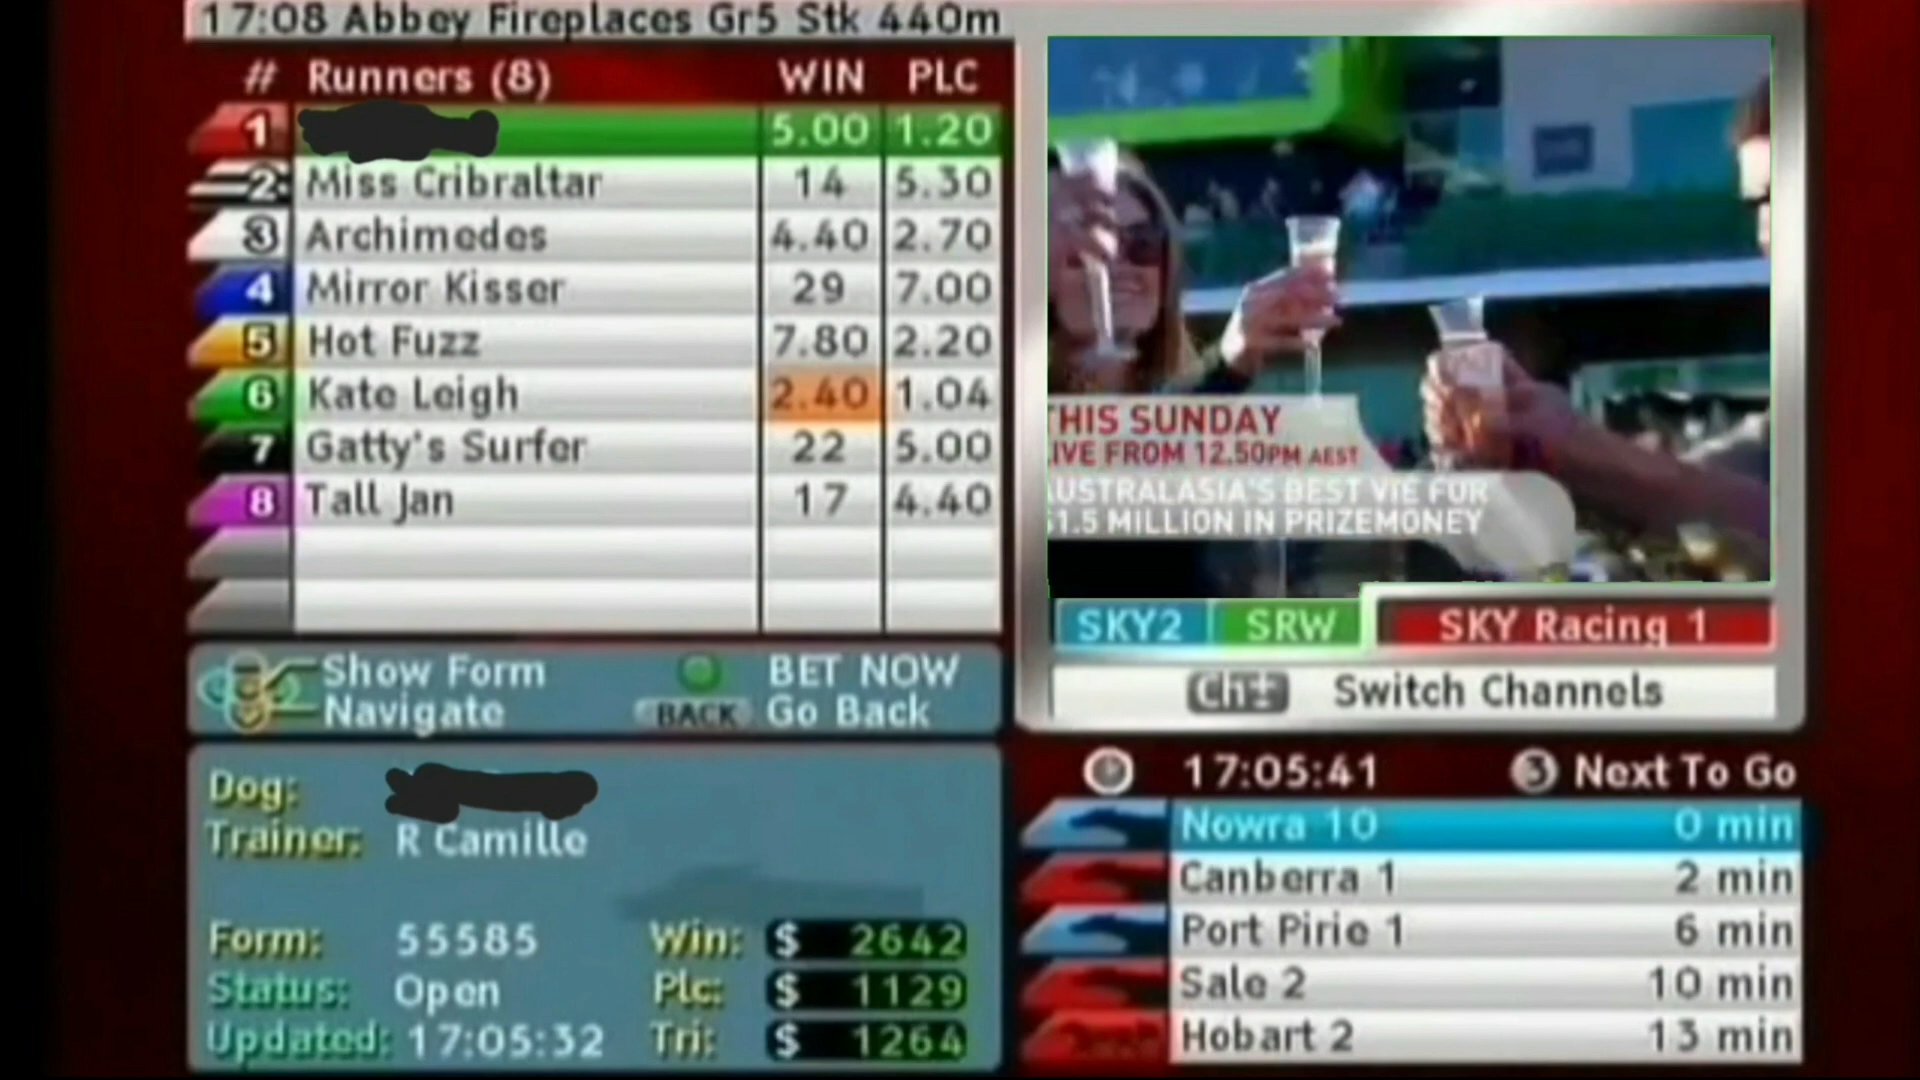 17:08 Abbey Fireplaces Gr5 Stk 440m
# Runners (8) WIN PLC
1 5.00 1.20
2 Miss Cribraltar 14 5.30
3 Archimedes 4.40 2.70
4 Mirror Kisser 29 7.00
5 Hot Fuzz 7.80 2.20
6 Kate Leigh 2.40 1.04
7 Gatty's Surfer 22 5.00
8 Tall Jan 17 4.40
Show Form BET NOW
Navigate BACK Go Back
Dog:
Trainer: R Camille
Form: 55585 Win: $ 2642
Status: Open Plc: $ 1129
Updated: 17:05:32 Tri: $ 1264
THIS SUNDAY
LIVE FROM 12.50PM AEST
AUSTRALASIA'S BEST VIE FOR
$1.5 MILLION IN PRIZEMONEY
SKY2 SRW SKY Racing 1
Ch± Switch Channels
17:05:41 3 Next To Go
Nowra 10 0 min
Canberra 1 2 min
Port Pirie 1 6 min
Sale 2 10 min
Hobart 2 13 min